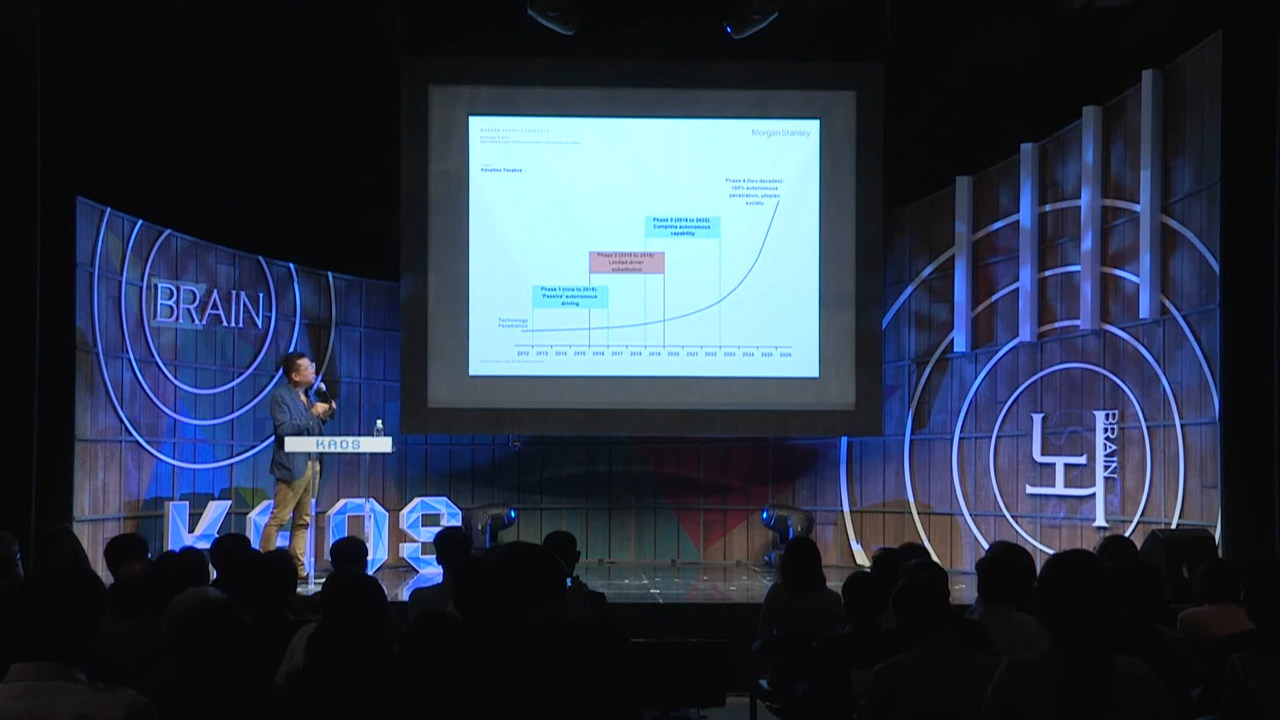 MORGAN STANLEY RESEARCH
Morgan Stanley
Adoption Timeline
Phase 4 (two decades):
100% autonomous
penetration, utopian
society
Phase 3 (2018 to 2022):
Complete autonomous
capability
Phase 2 (2015 to 2019):
Limited driver
substitution
Phase 1 (now to 2016):
'Passive' autonomous
driving
Technology
Penetration
2012 2013 2014 2015 2016 2017 2018 2019 2020 2021 2022 2023 2024 2025 2026
BRAIN
KAOS
KAOS
뇌
BRAIN